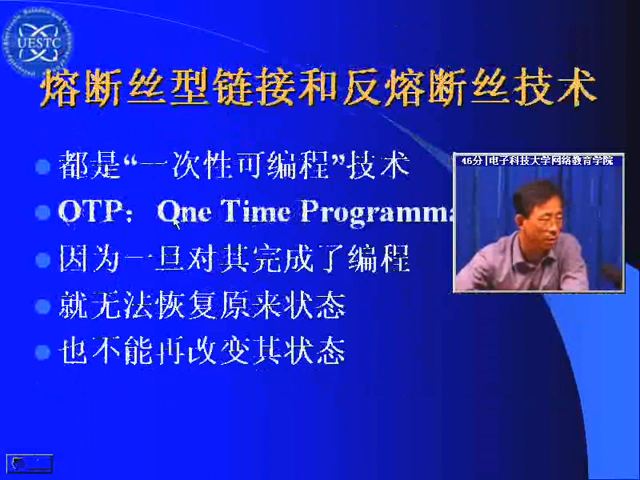 UESTC
熔断丝型链接和反熔断丝技术
都是“一次性可编程”技术
46分|电子科技大学网络教育学院
OTP：One Time Programma
因为一旦对其完成了编程
就无法恢复原来状态
也不能再改变其状态